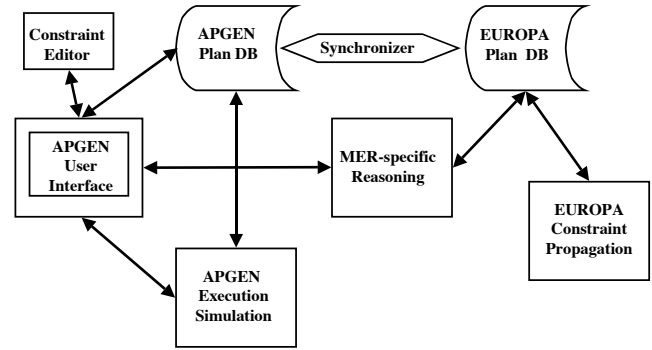 Constraint
Editor
APGEN
Plan DB
Synchronizer
EUROPA
Plan DB
APGEN
User
Interface
MER-specific
Reasoning
EUROPA
Constraint
Propagation
APGEN
Execution
Simulation